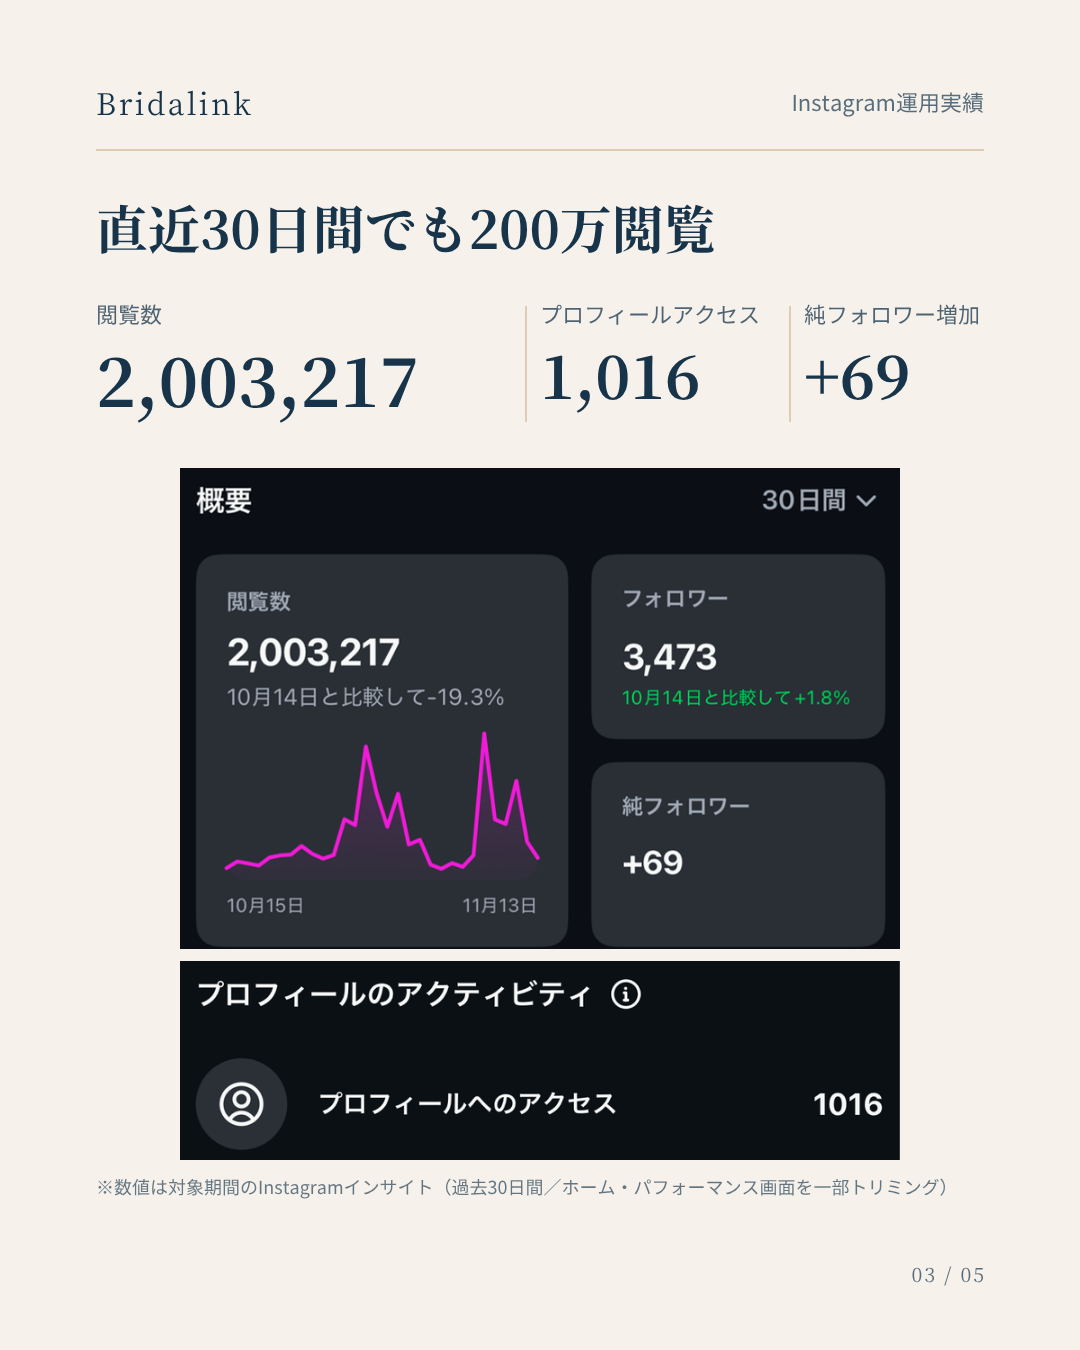 Bridalink
Instagram運用実績
直近30日間でも200万閲覧
閲覧数
2,003,217
プロフィールアクセス
1,016
純フォロワー増加
+69
概要
30日間
閲覧数
2,003,217
10月14日と比較して-19.3%
10月15日
11月13日
フォロワー
3,473
10月14日と比較して+1.8%
純フォロワー
+69
プロフィールのアクティビティ
プロフィールへのアクセス
1016
※数値は対象期間のInstagramインサイト（過去30日間／ホーム・パフォーマンス画面を一部トリミング）
03 / 05